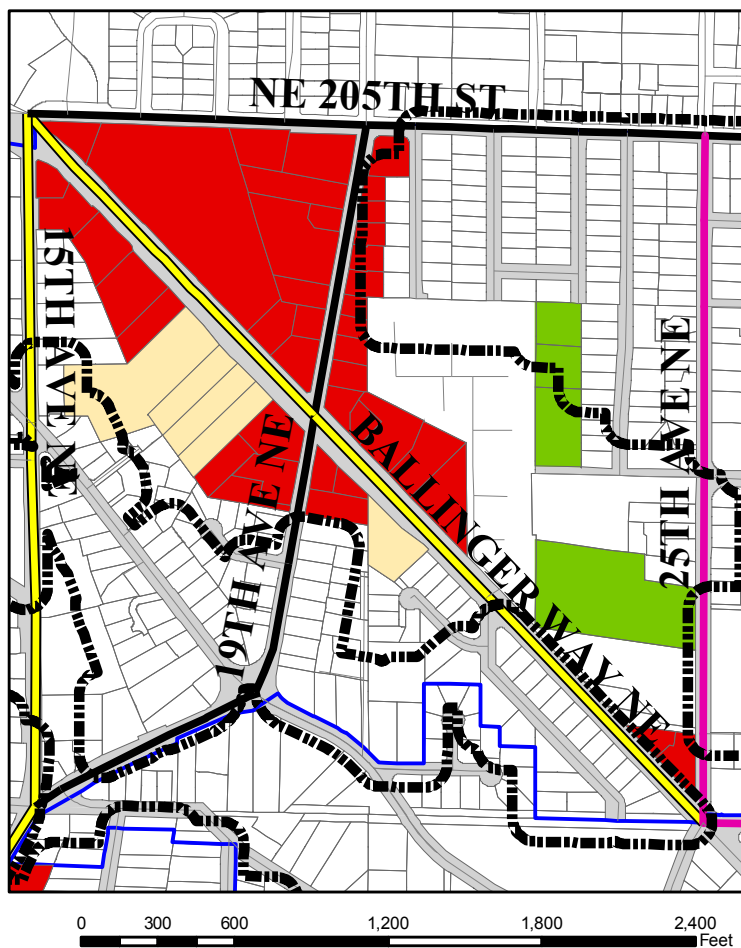 NE 205TH ST
15TH AVE NE
25TH AVE NE
19TH AVE NE
BALLINGER WAY NE
0 300 600 1,200 1,800 2,400
Feet